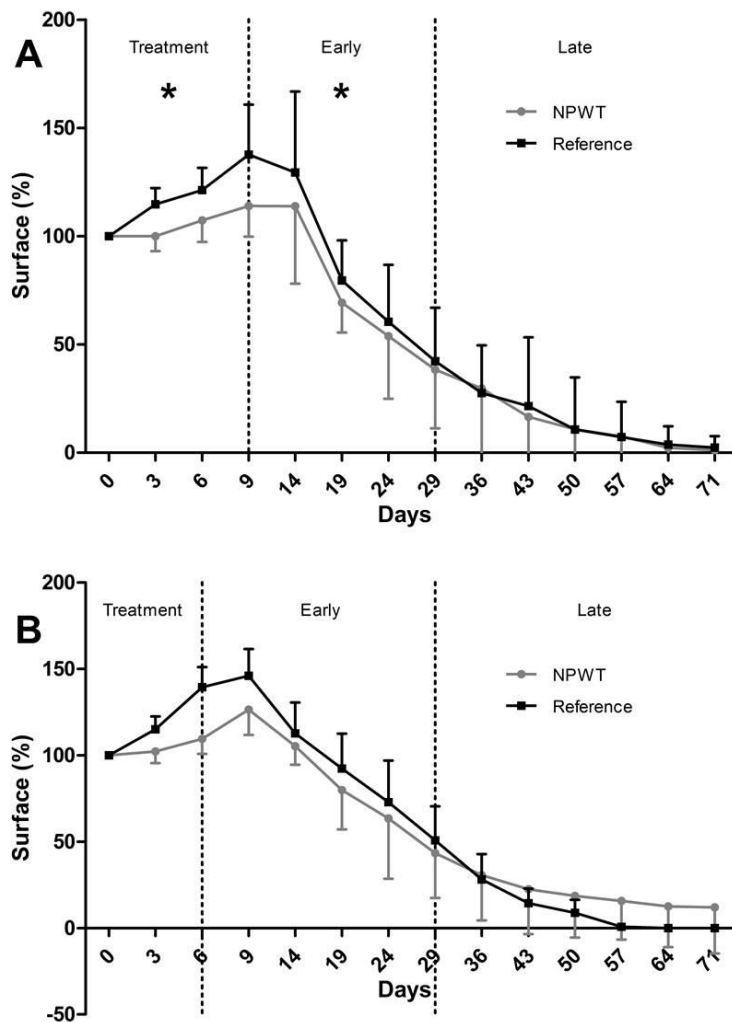 A
Treatment
Early
Late
*
*
NPWT
Reference
Surface (%)
200
150
100
50
0
0 3 6 9 14 19 24 29 36 43 50 57 64 71
Days
B
Treatment
Early
Late
NPWT
Reference
Surface (%)
200
150
100
50
0
-50
0 3 6 9 14 19 24 29 36 43 50 57 64 71
Days